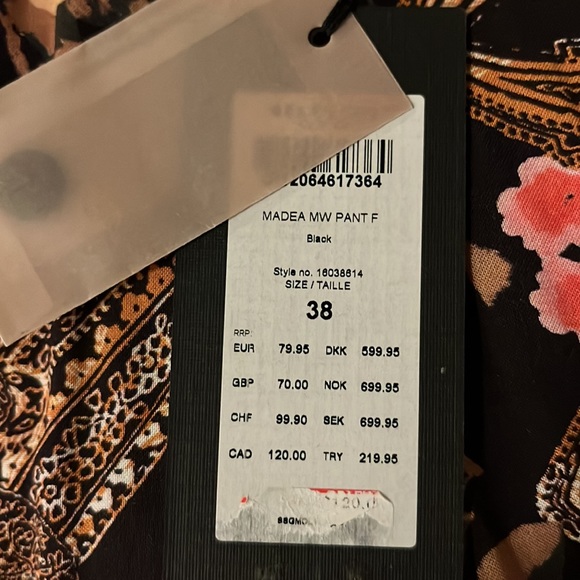 2064617364
MADEA MW PANT F
Black
Style no. 16038614
SIZE / TAILLE
38
RRP:
EUR 79.95 DKK 599.95
GBP 70.00 NOK 699.95
CHF 99.90 SEK 699.95
CAD 120.00 TRY 219.95